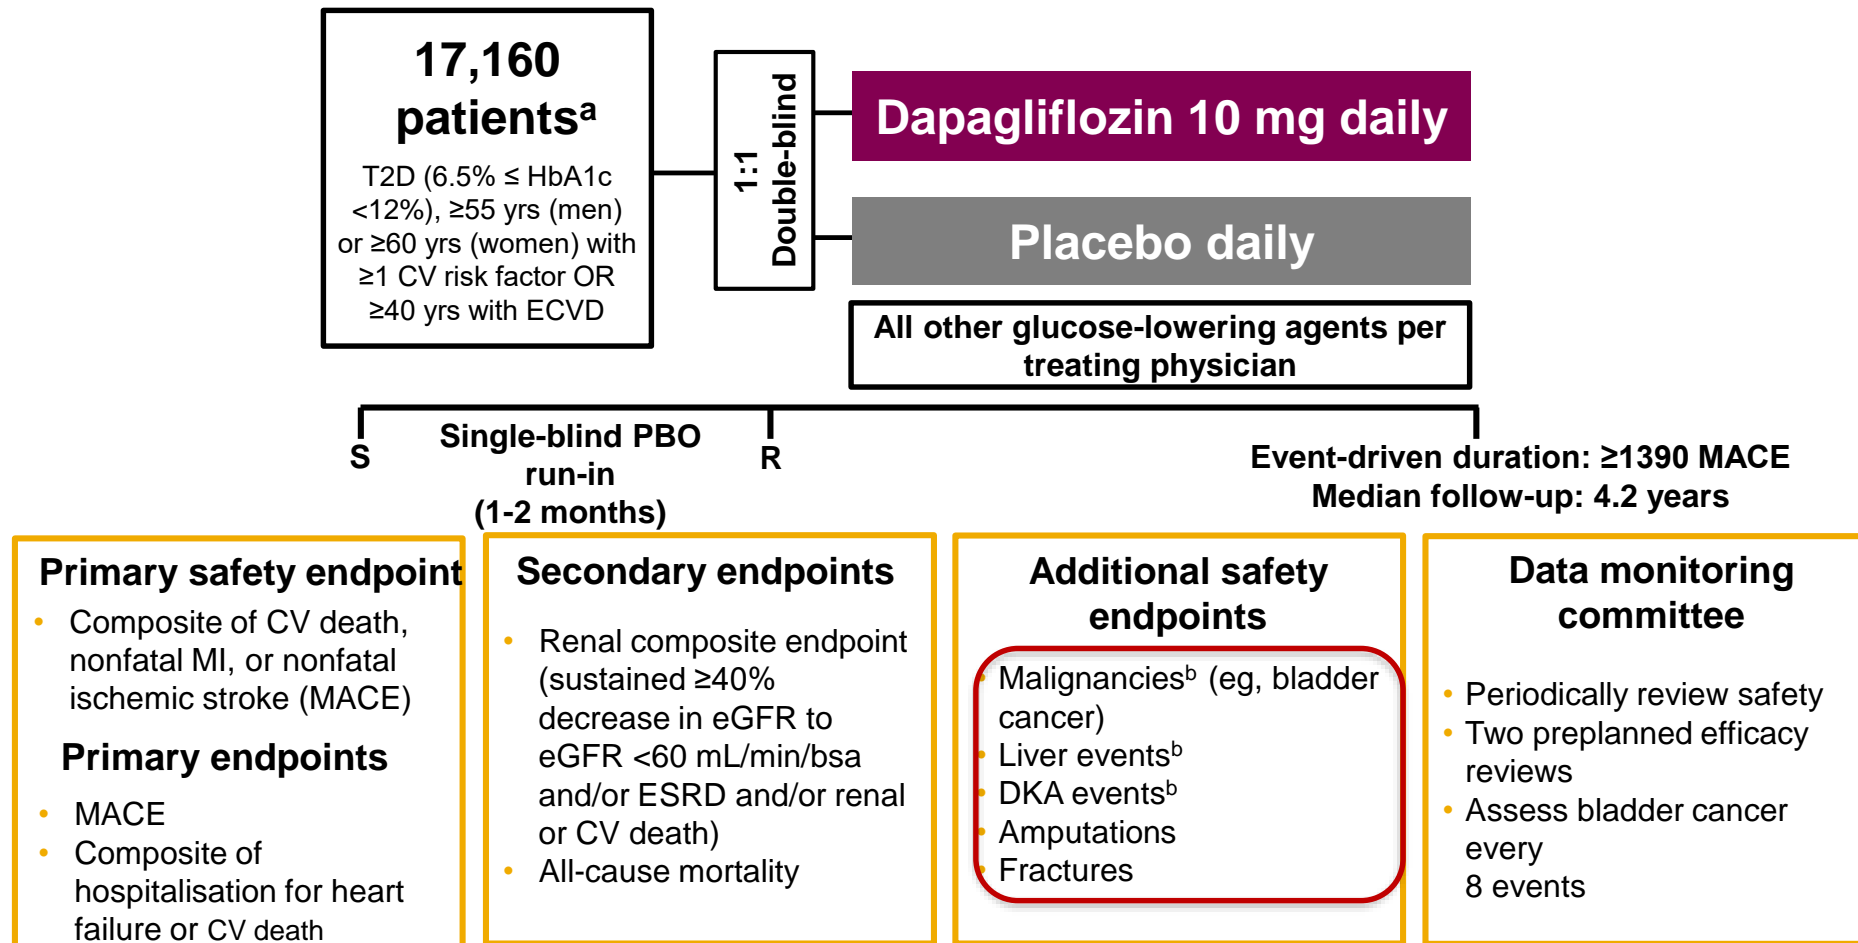 17,160
patientsᵃ
T2D (6.5% ≤ HbA1c
<12%), ≥55 yrs (men)
or ≥60 yrs (women) with
≥1 CV risk factor OR
≥40 yrs with ECVD
1:1
Double-blind
Dapagliflozin 10 mg daily
Placebo daily
All other glucose-lowering agents per
treating physician
S
Single-blind PBO
run-in
(1-2 months)
R
Event-driven duration: ≥1390 MACE
Median follow-up: 4.2 years
Primary safety endpoint
• Composite of CV death,
nonfatal MI, or nonfatal
ischemic stroke (MACE)
Primary endpoints
• MACE
• Composite of
hospitalisation for heart
failure or CV death
Secondary endpoints
• Renal composite endpoint
(sustained ≥40%
decrease in eGFR to
eGFR <60 mL/min/bsa
and/or ESRD and/or renal
or CV death)
• All-cause mortality
Additional safety
endpoints
• Malignanciesᵇ (eg, bladder
cancer)
• Liver eventsᵇ
• DKA eventsᵇ
• Amputations
• Fractures
Data monitoring
committee
• Periodically review safety
• Two preplanned efficacy
reviews
• Assess bladder cancer
every
8 events